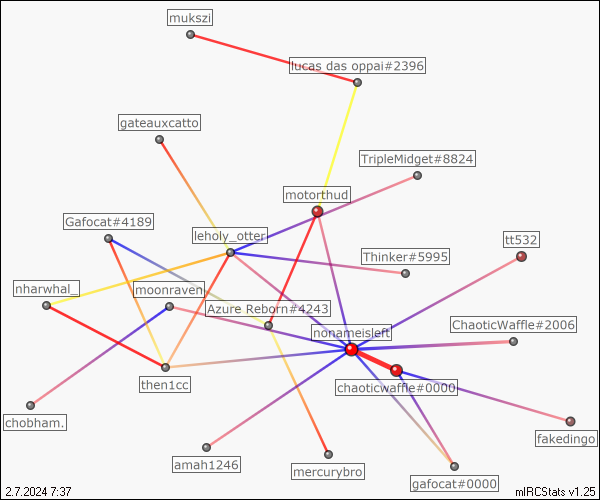 mukszi
lucas das oppai#2396
gateauxcatto
TripleMidget#8824
motorthud
Gafocat#4189
leholy_otter
tt532
Thinker#5995
nharwhal_
moonraven
Azure Reborn#4243
nonameisleft
ChaoticWaffle#2006
then1cc
chaoticwaffle#0000
chobham.
fakedingo
amah1246
mercurybro
gafocat#0000
2.7.2024 7:37
mIRCStats v1.25